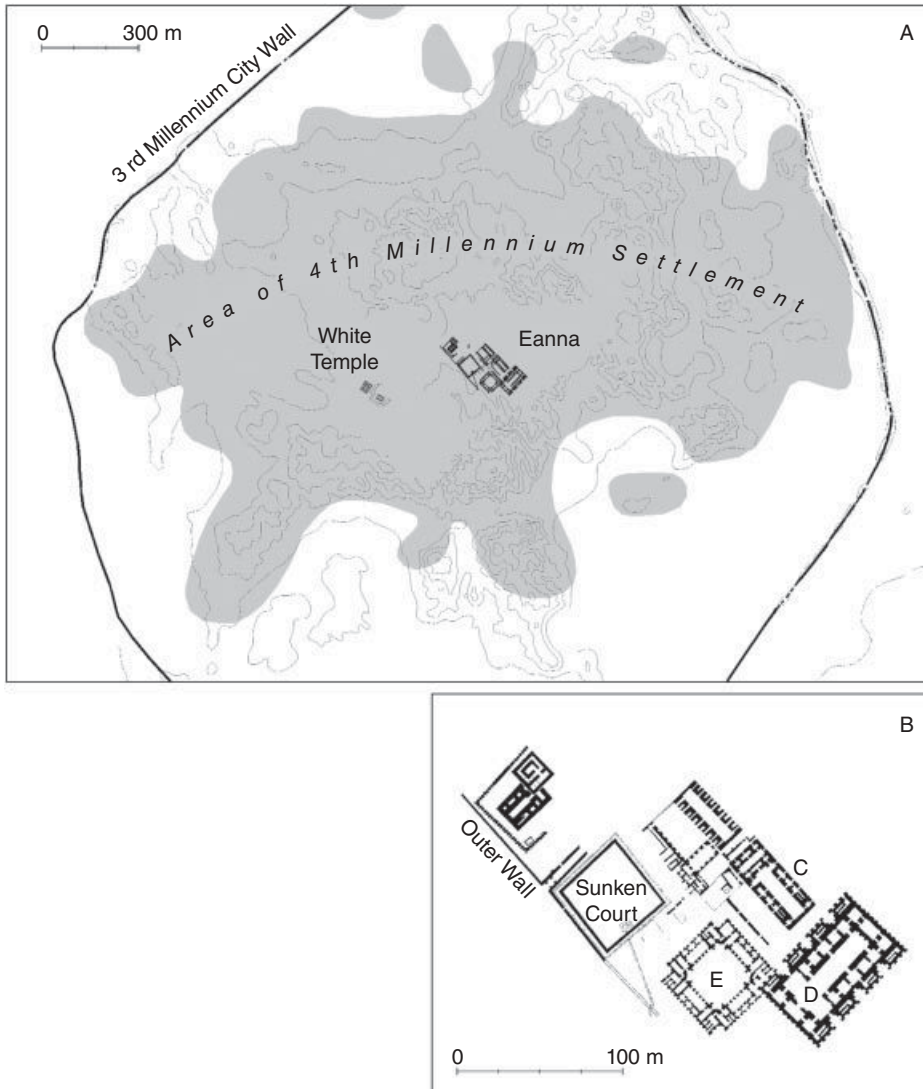 A
0 300 m
3 rd Millennium City Wall
Area of 4th Millennium Settlement
White
Temple
Eanna
B
Outer Wall
Sunken
Court
C
E
D
0 100 m